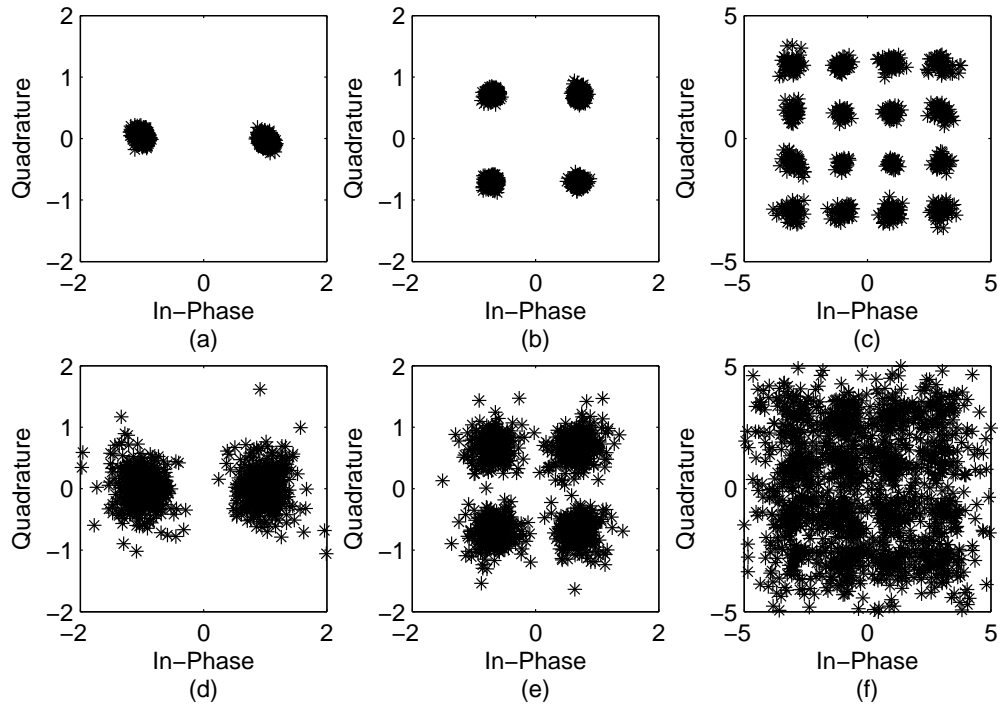 2
1
0
−1
−2
Quadrature
−2 0 2
In−Phase
(a)
2
1
0
−1
−2
Quadrature
−2 0 2
In−Phase
(b)
5
0
−5
Quadrature
−5 0 5
In−Phase
(c)
2
1
0
−1
−2
Quadrature
−2 0 2
In−Phase
(d)
2
1
0
−1
−2
Quadrature
−2 0 2
In−Phase
(e)
5
0
−5
Quadrature
−5 0 5
In−Phase
(f)